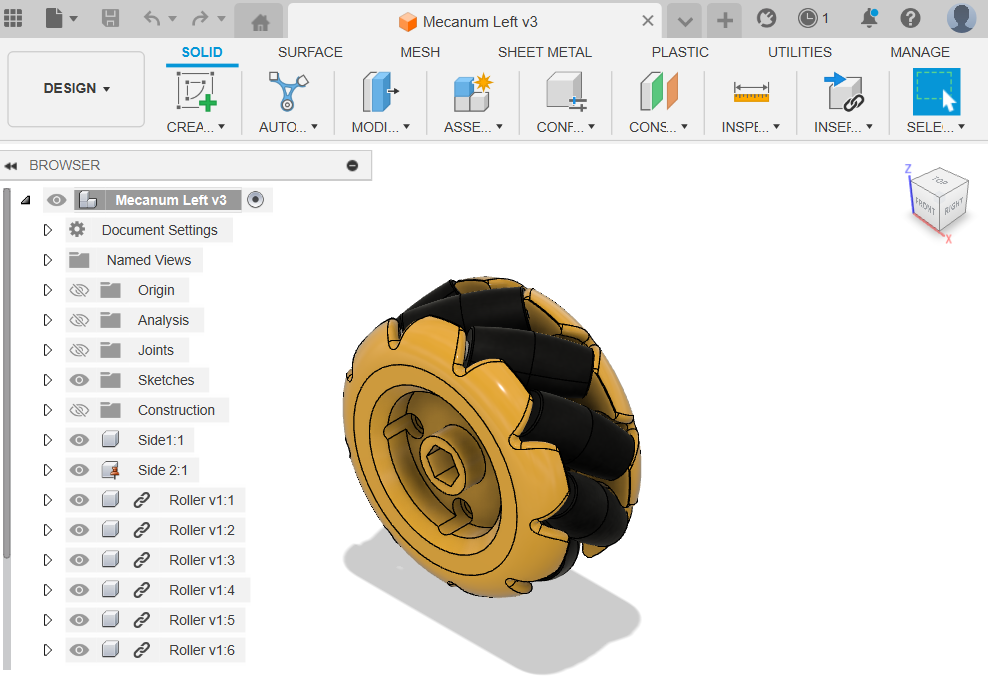 Mecanum Left v3
1
DESIGN
SOLID SURFACE MESH SHEET METAL PLASTIC UTILITIES MANAGE
CREA... AUTO... MODI... ASSE... CONF... CONS... INSPE... INSEF... SELE...
BROWSER
Mecanum Left v3
Document Settings
Named Views
Origin
Analysis
Joints
Sketches
Construction
Side1:1
Side 2:1
Roller v1:1
Roller v1:2
Roller v1:3
Roller v1:4
Roller v1:5
Roller v1:6
Z
TOP
FRONT RIGHT
X